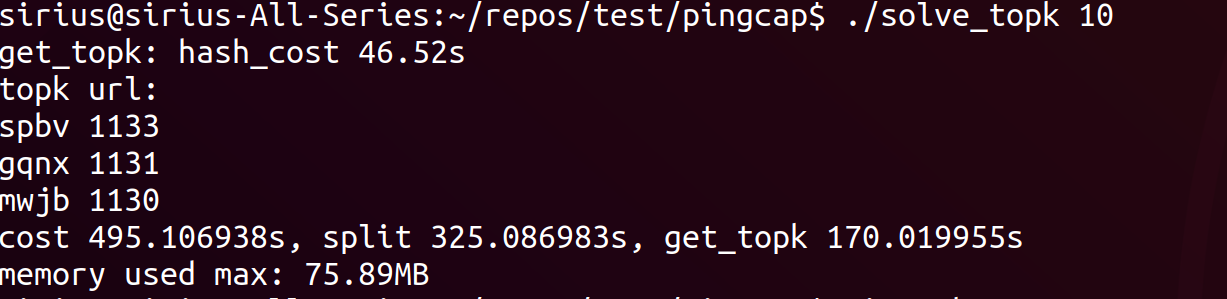 sirius@sirius-All-Series:~/repos/test/pingcap$ ./solve_topk 10
get_topk: hash_cost 46.52s
topk url:
spbv 1133
gqnx 1131
mwjb 1130
cost 495.106938s, split 325.086983s, get_topk 170.019955s
memory used max: 75.89MB